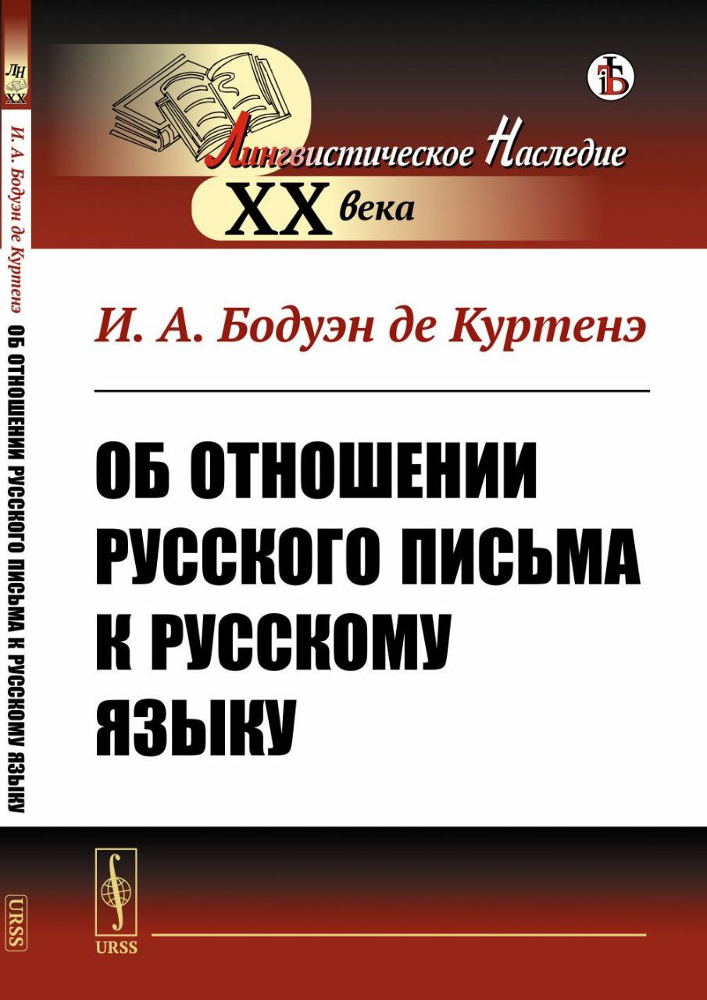 ЛН
XX
И. А. Бодуэн де Куртенэ ОБ ОТНОШЕНИИ РУССКОГО ПИСЬМА К РУССКОМУ ЯЗЫКУ
URSS
Лингвистическое Наследие
XX века
И. А. Бодуэн де Куртенэ
ОБ ОТНОШЕНИИ
РУССКОГО ПИСЬМА
К РУССКОМУ
ЯЗЫКУ
URSS